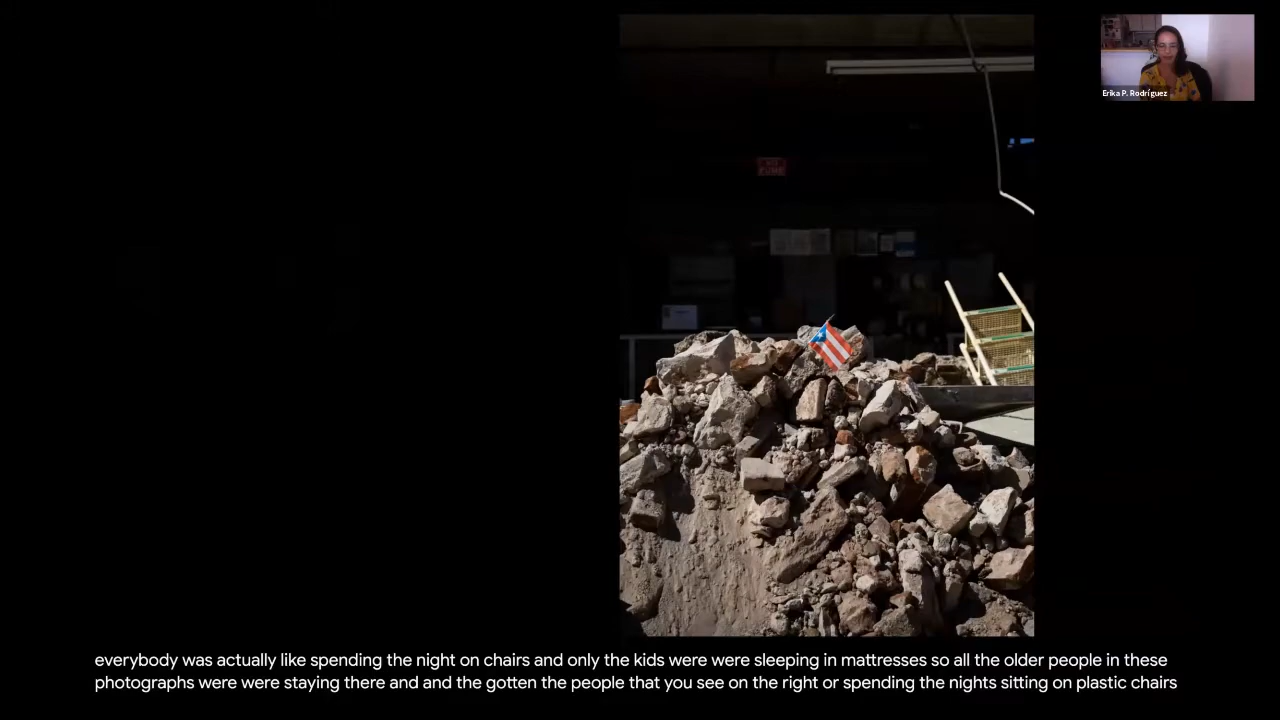 Erika P. Rodríguez
everybody was actually like spending the night on chairs and only the kids were were sleeping in mattresses so all the older people in these
photographs were were staying there and and the gotten the people that you see on the right or spending the nights sitting on plastic chairs